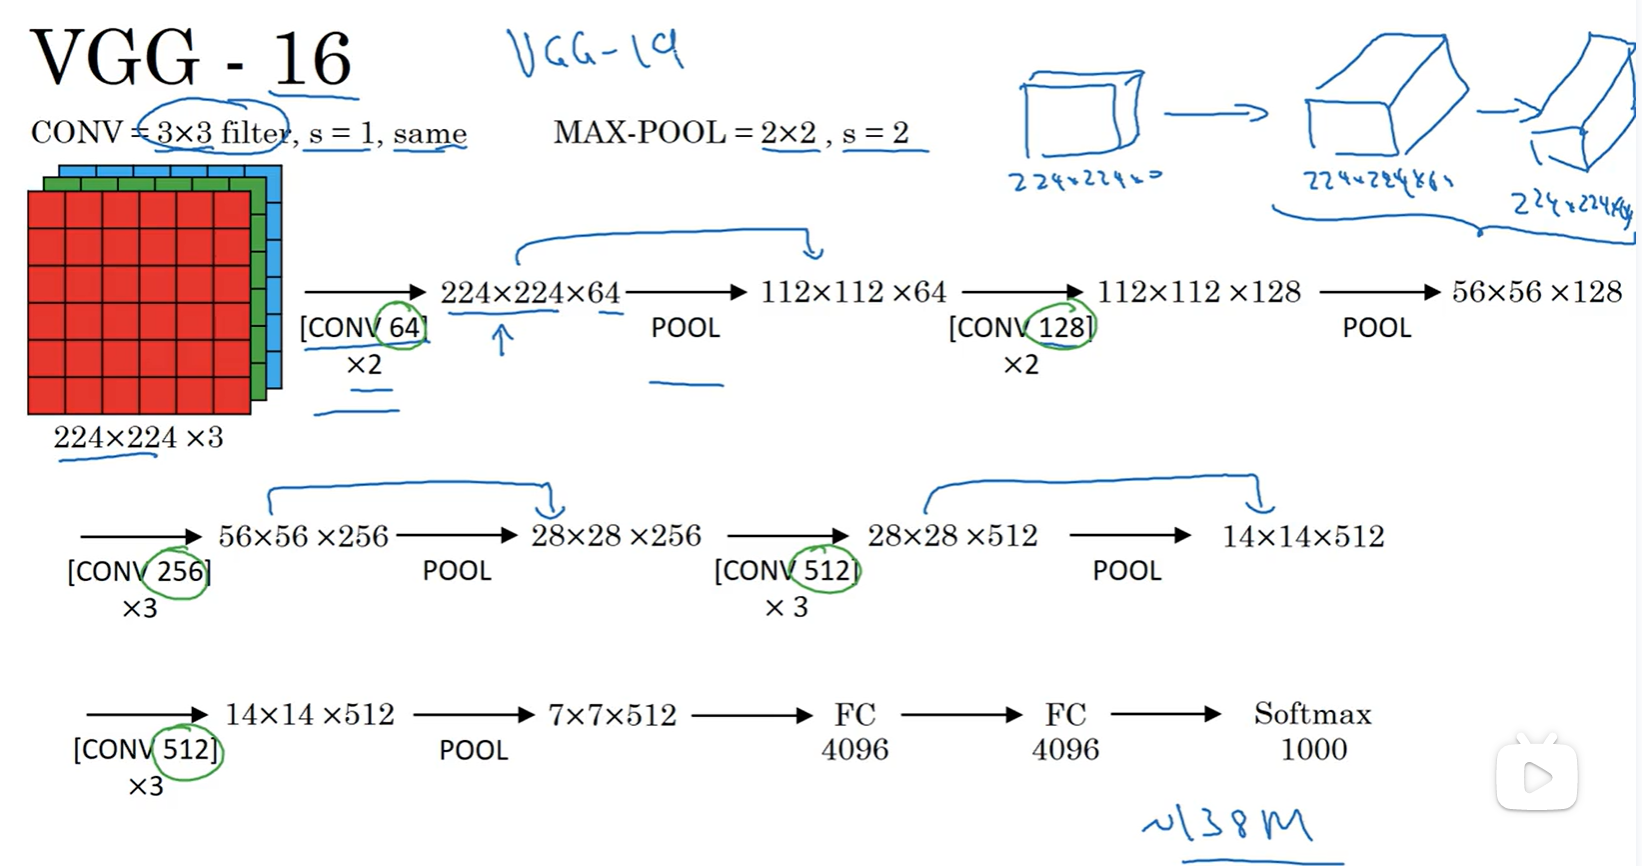 VGG - 16
VGG-19
CONV = 3×3 filter, s = 1, same
MAX-POOL = 2×2 , s = 2
224×224×3
224×224×64
224×224×64
224×224 ×3
[CONV 64]
×2
224×224×64
POOL
112×112 ×64
[CONV 128]
×2
112×112 ×128
POOL
56×56 ×128
[CONV 256]
×3
56×56 ×256
POOL
28×28 ×256
[CONV 512]
× 3
28×28 ×512
POOL
14×14×512
[CONV 512]
×3
14×14 ×512
POOL
7×7×512
FC
4096
FC
4096
Softmax
1000
~138M